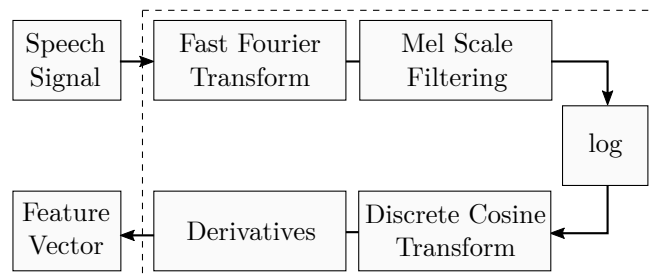 Speech
Signal
Fast Fourier
Transform
Mel Scale
Filtering
log
Discrete Cosine
Transform
Derivatives
Feature
Vector